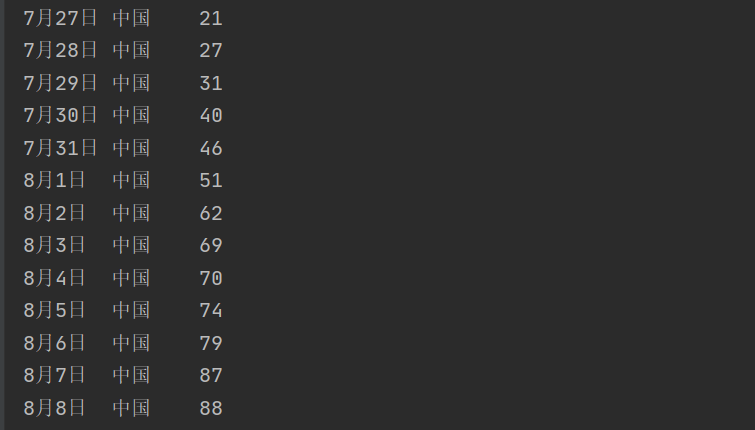 7月27日 中国 21
7月28日 中国 27
7月29日 中国 31
7月30日 中国 40
7月31日 中国 46
8月1日 中国 51
8月2日 中国 62
8月3日 中国 69
8月4日 中国 70
8月5日 中国 74
8月6日 中国 79
8月7日 中国 87
8月8日 中国 88